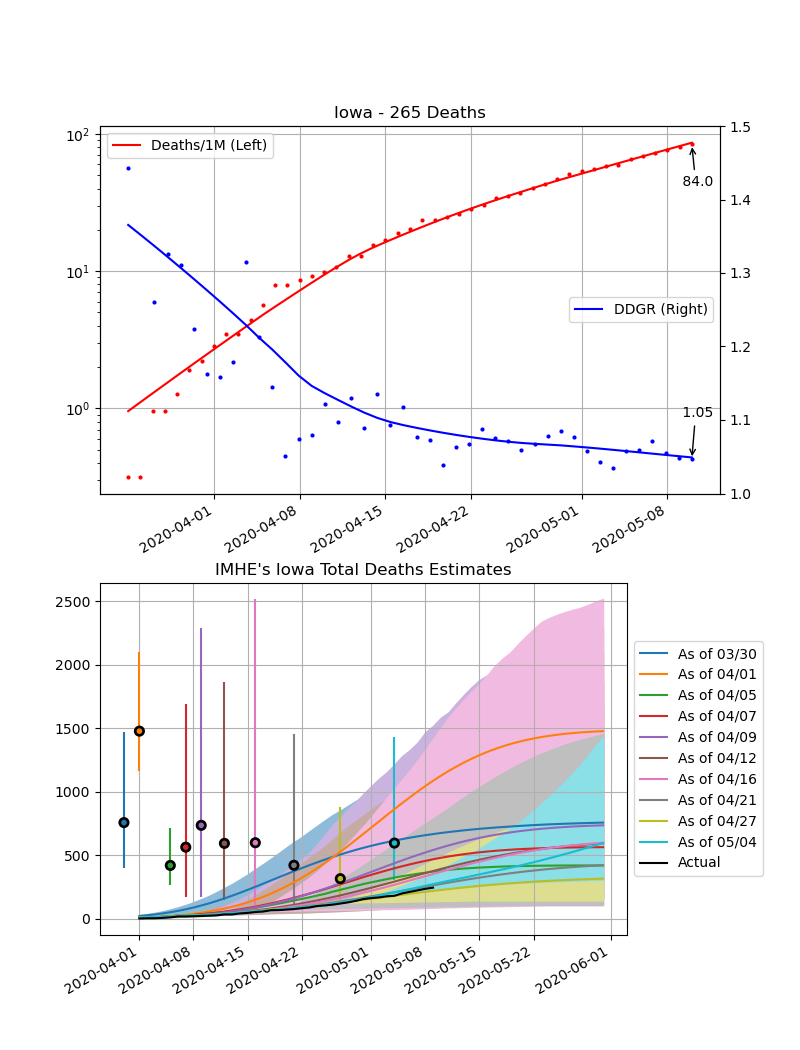 Iowa - 265 Deaths
Deaths/1M (Left)
DDGR (Right)
84.0
1.05
10²
10¹
10⁰
1.5
1.4
1.3
1.2
1.1
1.0
2020-04-01
2020-04-08
2020-04-15
2020-04-22
2020-05-01
2020-05-08
IMHE's Iowa Total Deaths Estimates
2500
2000
1500
1000
500
0
2020-04-01
2020-04-08
2020-04-15
2020-04-22
2020-05-01
2020-05-08
2020-05-15
2020-05-22
2020-06-01
As of 03/30
As of 04/01
As of 04/05
As of 04/07
As of 04/09
As of 04/12
As of 04/16
As of 04/21
As of 04/27
As of 05/04
Actual